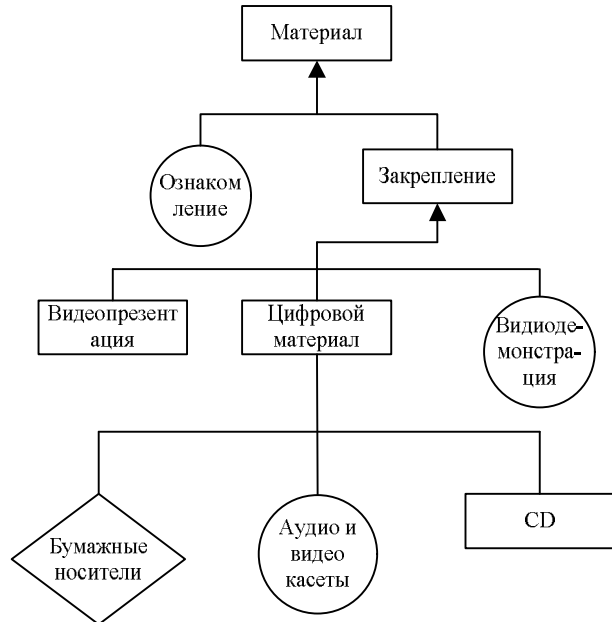 Материал
Ознаком
ление
Закрепление
Видеопрезент
ация
Цифровой
материал
Видиоде-
монстра-
ция
Бумажные
носители
Аудио и
видео
касеты
CD